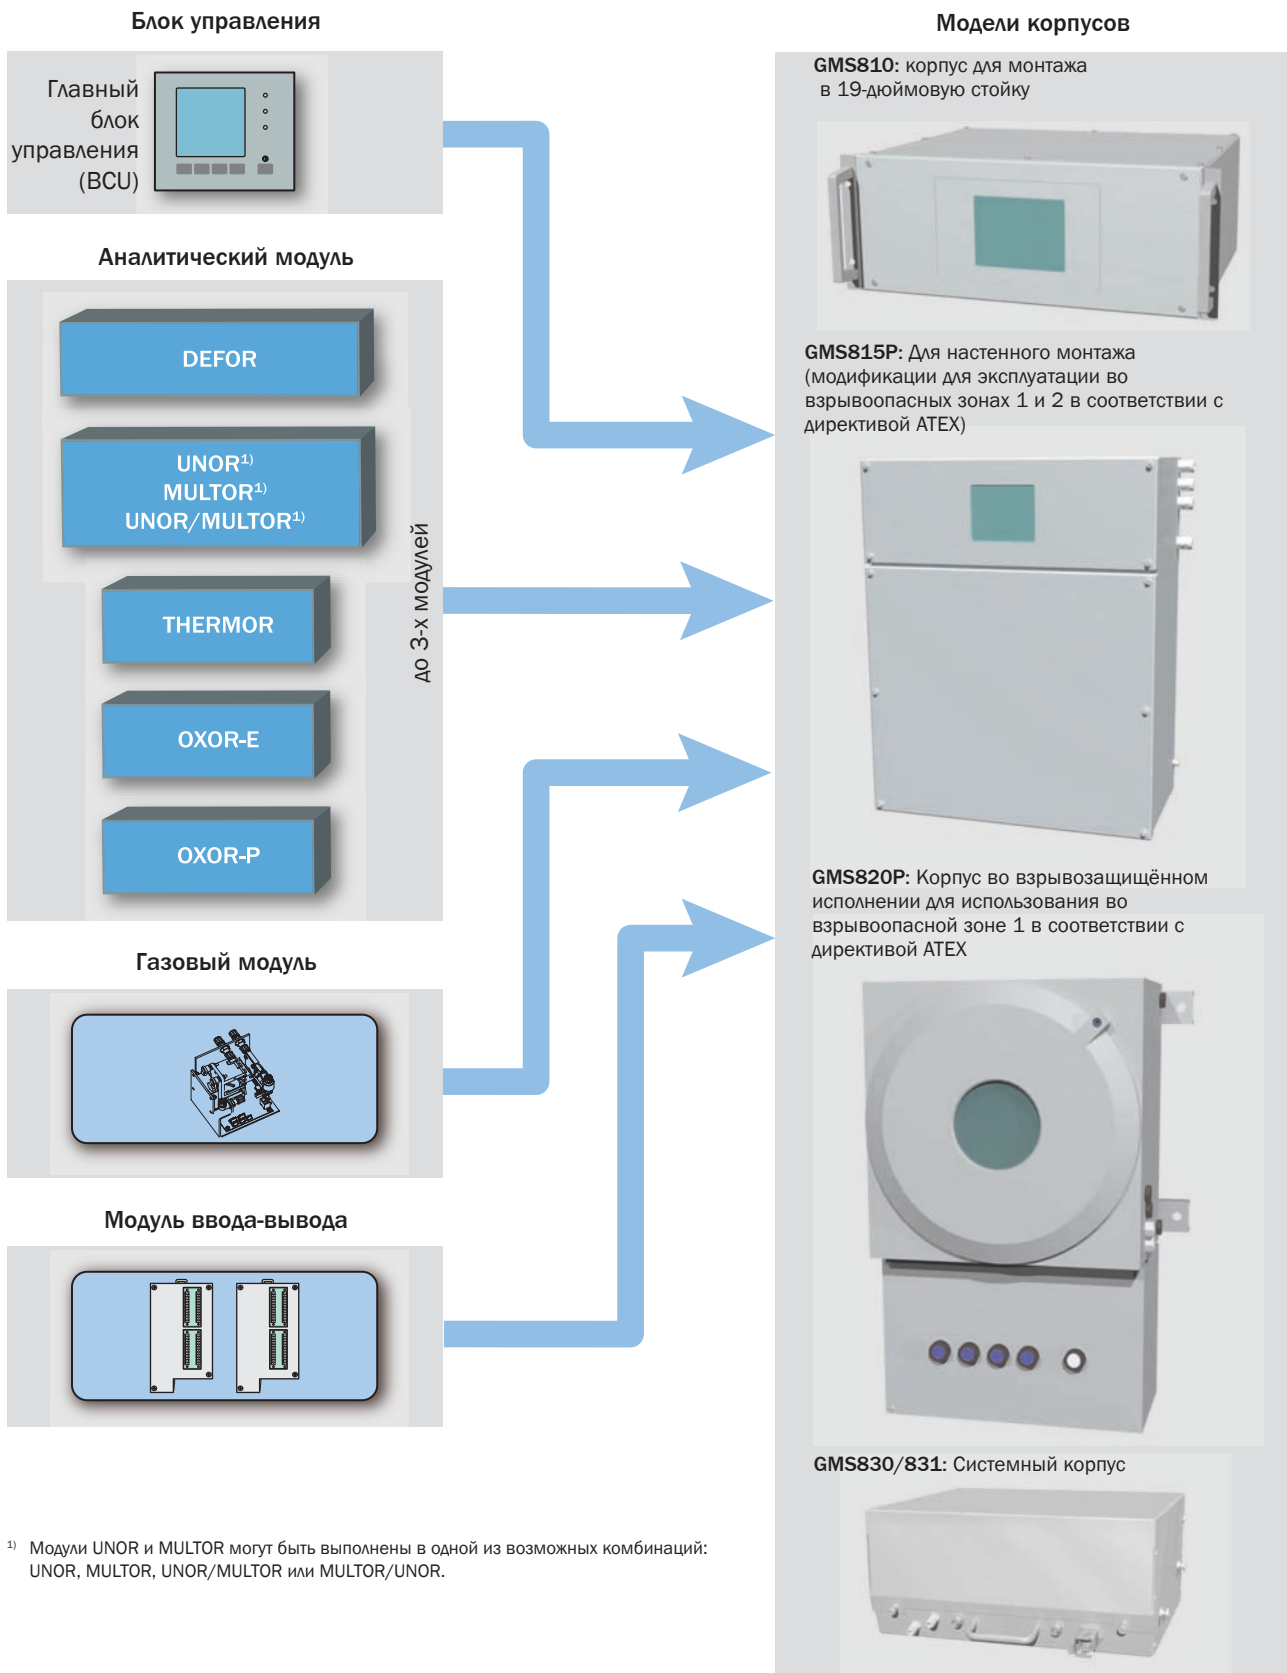 Блок управления
Главный
блок
управления
(BCU)
Аналитический модуль
DEFOR
UNOR1)
MULTOR1)
UNOR/MULTOR1)
THERMOR
OXOR-E
OXOR-P
до 3-х модулей
Газовый модуль
Модуль ввода-вывода
1) Модули UNOR и MULTOR могут быть выполнены в одной из возможных комбинаций:
UNOR, MULTOR, UNOR/MULTOR или MULTOR/UNOR.
Модели корпусов
GMS810: корпус для монтажа
в 19-дюймовую стойку
GMS815P: Для настенного монтажа
(модификации для эксплуатации во
взрывоопасных зонах 1 и 2 в соответствии с
директивой ATEX)
GMS820P: Корпус во взрывозащищённом
исполнении для использования во
взрывоопасной зоне 1 в соответствии с
директивой ATEX
GMS830/831: Системный корпус